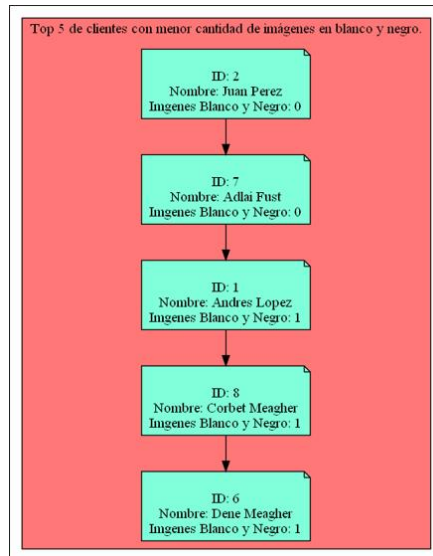 Top 5 de clientes con menor cantidad de imágenes en blanco y negro.
ID: 2
Nombre: Juan Perez
Imgenes Blanco y Negro: 0
ID: 7
Nombre: Adlai Fust
Imgenes Blanco y Negro: 0
ID: 1
Nombre: Andres Lopez
Imgenes Blanco y Negro: 1
ID: 8
Nombre: Corbet Meagher
Imgenes Blanco y Negro: 1
ID: 6
Nombre: Dene Meagher
Imgenes Blanco y Negro: 1